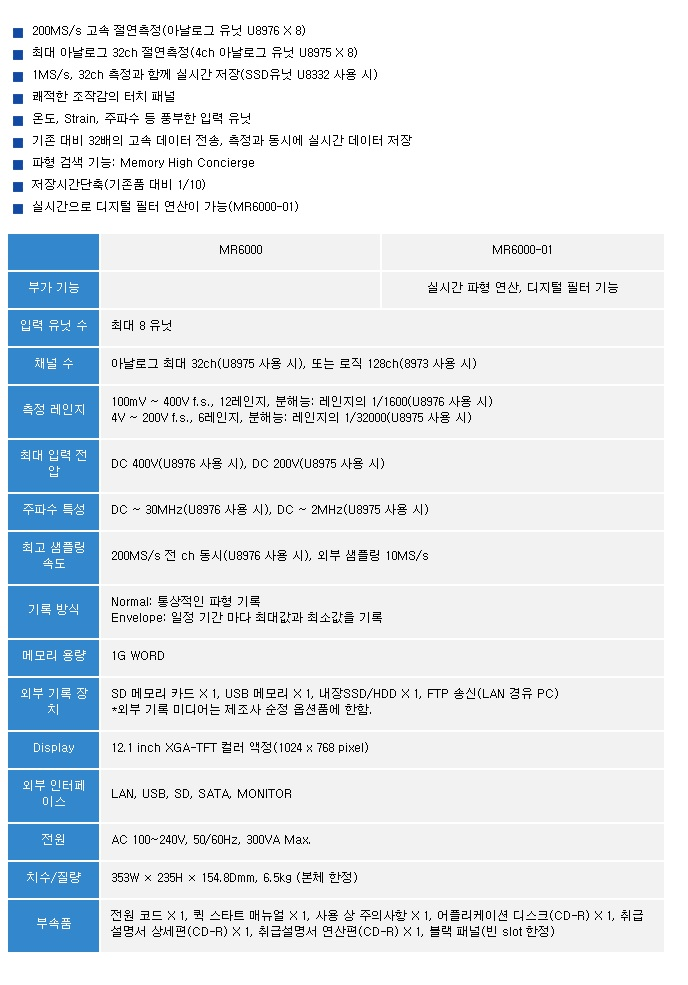 200MS/s 고속 절연측정(아날로그 유닛 U8976 X 8)
최대 아날로그 32ch 절연측정(4ch 아날로그 유닛 U8975 X 8)
1MS/s, 32ch 측정과 함께 실시간 저장(SSD유닛 U8332 사용 시)
쾌적한 조작감의 터치 패널
온도, Strain, 주파수 등 풍부한 입력 유닛
기존 대비 32배의 고속 데이터 전송, 측정과 동시에 실시간 데이터 저장
파형 검색 기능: Memory High Concierge
저장시간단축(기존품 대비 1/10)
실시간으로 디지털 필터 연산이 가능(MR6000-01)
MR6000 MR6000-01
부가 기능 실시간 파형 연산, 디지털 필터 기능
입력 유닛 수 최대 8 유닛
채널 수 아날로그 최대 32ch(U8975 사용 시), 또는 로직 128ch(8973 사용 시)
측정 레인지 100mV ~ 400V f.s., 12레인지, 분해능: 레인지의 1/1600(U8976 사용 시)
4V ~ 200V f.s., 6레인지, 분해능: 레인지의 1/32000(U8975 사용 시)
최대 입력 전
압 DC 400V(U8976 사용 시), DC 200V(U8975 사용 시)
주파수 특성 DC ~ 30MHz(U8976 사용 시), DC ~ 2MHz(U8975 사용 시)
최고 샘플링
속도 200MS/s 전 ch 동시(U8976 사용 시), 외부 샘플링 10MS/s
기록 방식 Normal: 통상적인 파형 기록
Envelope: 일정 기간 마다 최대값과 최소값을 기록
메모리 용량 1G WORD
외부 기록 장
치 SD 메모리 카드 X 1, USB 메모리 X 1, 내장SSD/HDD X 1, FTP 송신(LAN 경유 PC)
*외부 기록 미디어는 제조사 순정 옵션품에 한함.
Display 12.1 inch XGA-TFT 컬러 액정(1024 x 768 pixel)
외부 인터페
이스 LAN, USB, SD, SATA, MONITOR
전원 AC 100~240V, 50/60Hz, 300VA Max.
치수/질량 353W × 235H × 154.8Dmm, 6.5kg (본체 한정)
부속품 전원 코드 X 1, 퀵 스타트 매뉴얼 X 1, 사용 상 주의사항 X 1, 어플리케이션 디스크(CD-R) X 1, 취급
설명서 상세편(CD-R) X 1, 취급설명서 연산편(CD-R) X 1, 블랙 패널(빈 slot 한정)